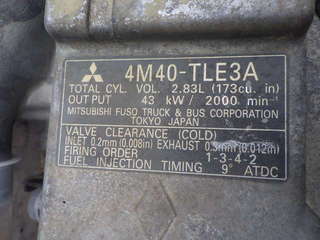 4M40-TLE3A
TOTAL CYL. VOL. 2.83L (173cu. in)
OUTPUT 43 kW / 2000 min⁻¹
MITSUBISHI FUSO TRUCK & BUS CORPORATION
TOKYO JAPAN
VALVE CLEARANCE (COLD)
INLET 0.2mm (0.008in) EXHAUST 0.3mm (0.012in)
FIRING ORDER 1-3-4-2
FUEL INJECTION TIMING 9° ATDC